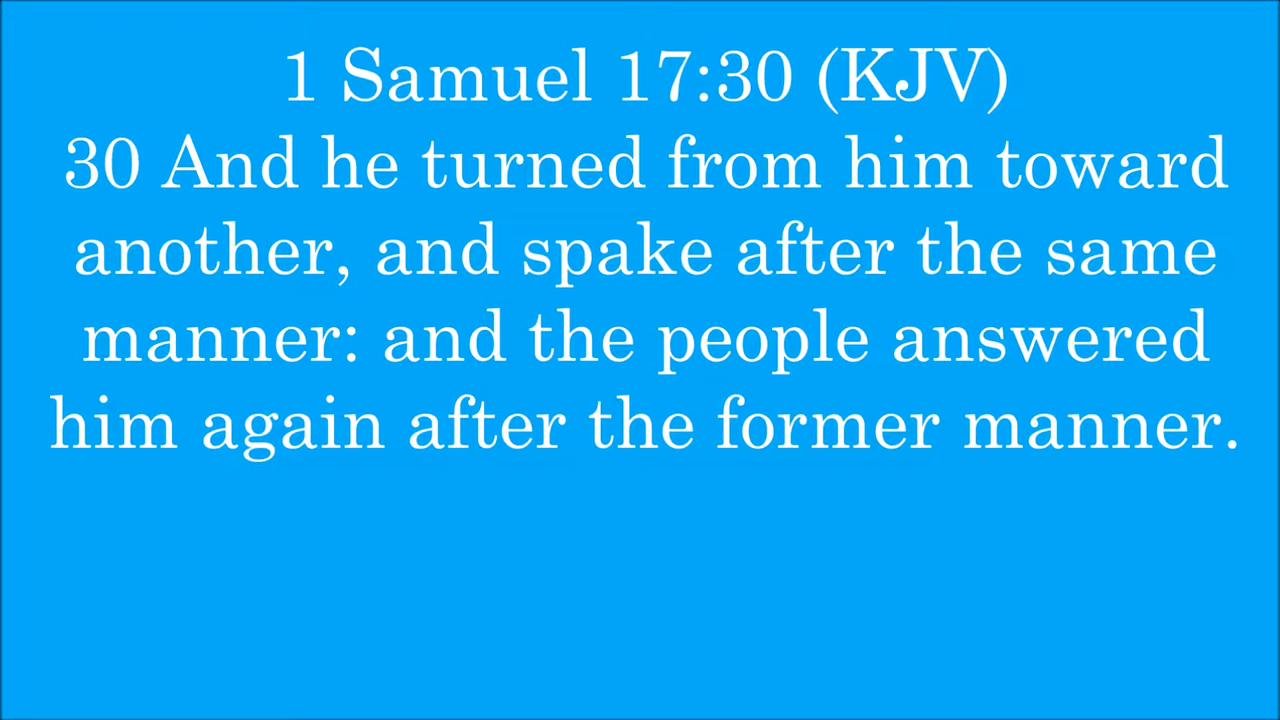 1 Samuel 17:30 (KJV)
30 And he turned from him toward
another, and spake after the same
manner: and the people answered
him again after the former manner.